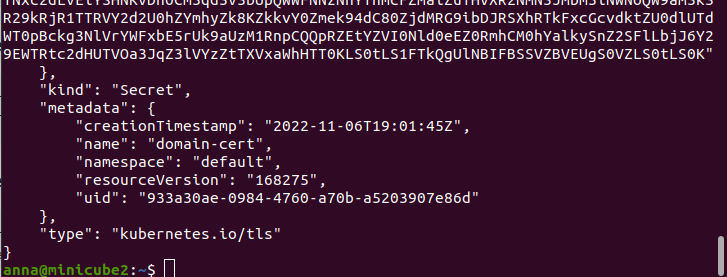 R29kRjR1TTRVY2d2U0hZYmhyZk8KZkkvY0Zmek94dC80ZjdMRG9ibDJRSXhRTkFxcGcvdktZU0dlUTd
WT0pBckg3NlVrYWFxbE5rUk9aUzM1RnpCQQpRZEtYZVI0Nld0eEZ0RmhCM0hYalkySnZ2SFlLbjJ6Y2
9EWTRtc2dHUTVOa3JqZ3lVYzZtTXVxaWhHTT0KLS0tLS1FTkQgUlNBIFBSSVZBVEUgS0VZLS0tLS0K"
    },
    "kind": "Secret",
    "metadata": {
        "creationTimestamp": "2022-11-06T19:01:45Z",
        "name": "domain-cert",
        "namespace": "default",
        "resourceVersion": "168275",
        "uid": "933a30ae-0984-4760-a70b-a5203907e86d"
    },
    "type": "kubernetes.io/tls"
}
anna@minicube2:~$